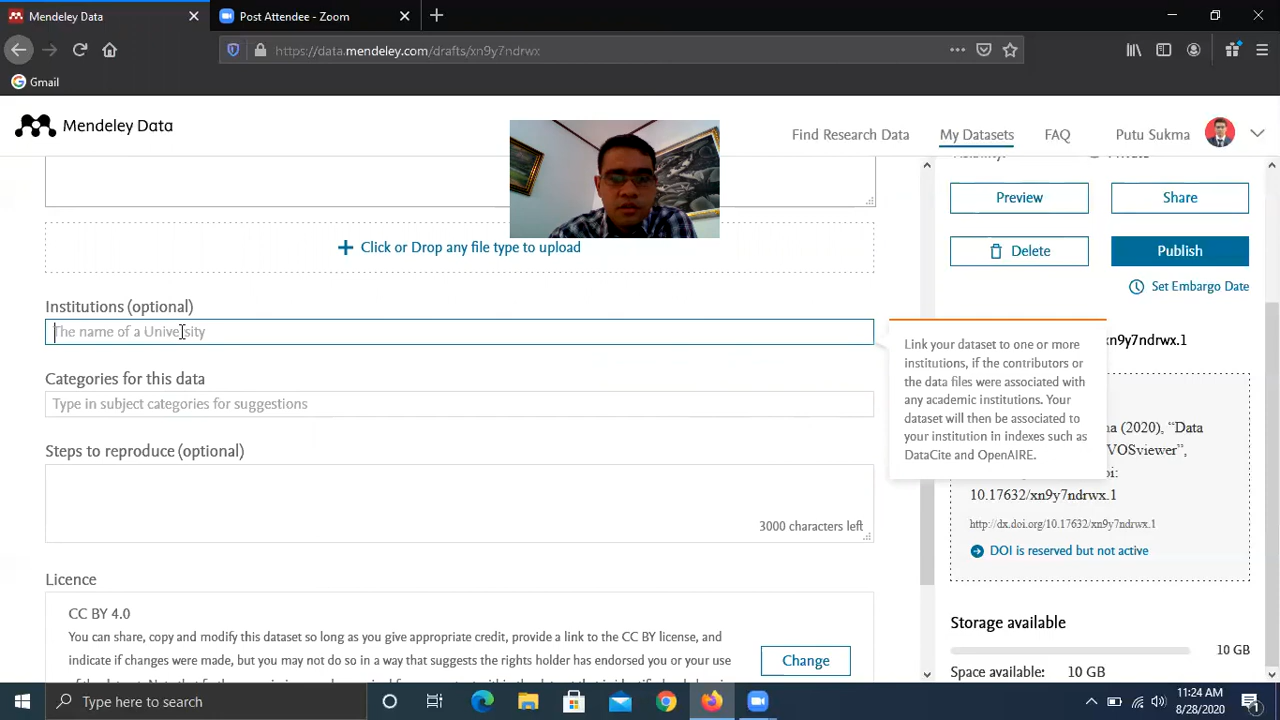 Mendeley Data
Post Attendee - Zoom
https://data.mendeley.com/drafts/xn9y7ndrwx
Gmail
Mendeley Data
Find Research Data
My Datasets
FAQ
Putu Sukma
Preview
Share
Click or Drop any file type to upload
Delete
Publish
Set Embargo Date
Institutions (optional)
The name of a University
xn9y7ndrwx.1
Link your dataset to one or more
institutions, if the contributors or
the data files were associated with
any academic institutions. Your
dataset will then be associated to
your institution in indexes such as
DataCite and OpenAIRE.
Categories for this data
Type in subject categories for suggestions
a (2020), “Data
VOSviewer”,
10.17632/xn9y7ndrwx.1
http://dx.doi.org/10.17632/xn9y7ndrwx.1
DOI is reserved but not active
Steps to reproduce (optional)
3000 characters left
Licence
CC BY 4.0
You can share, copy and modify this dataset so long as you give appropriate credit, provide a link to the CC BY license, and
indicate if changes were made, but you may not do so in a way that suggests the rights holder has endorsed you or your use
Change
Storage available
10 GB
Space available: 10 GB
Type here to search
11:24 AM
8/28/2020